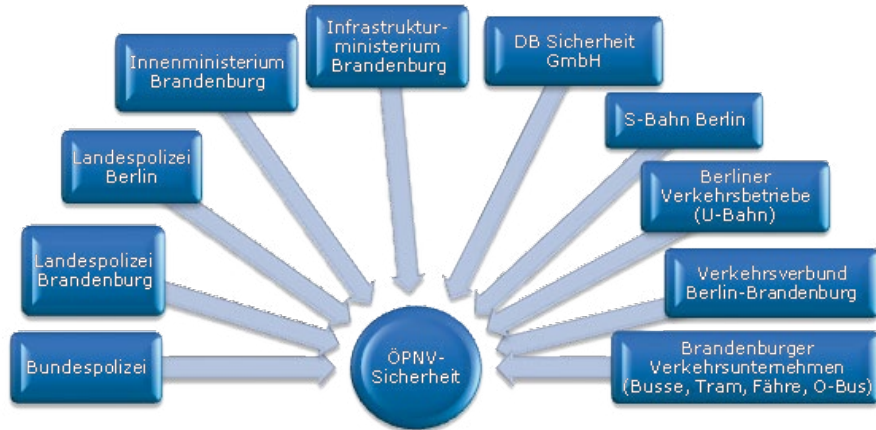 Infrastruktur-
ministerium
Brandenburg
DB Sicherheit
GmbH
Innenministerium
Brandenburg
S-Bahn Berlin
Landespolizei
Berlin
Berliner
Verkehrsbetriebe
(U-Bahn)
Landespolizei
Brandenburg
Verkehrsverbund
Berlin-Brandenburg
Bundespolizei
ÖPNV-
Sicherheit
Brandenburger
Verkehrsunternehmen
(Busse, Tram, Fähre, O-Bus)